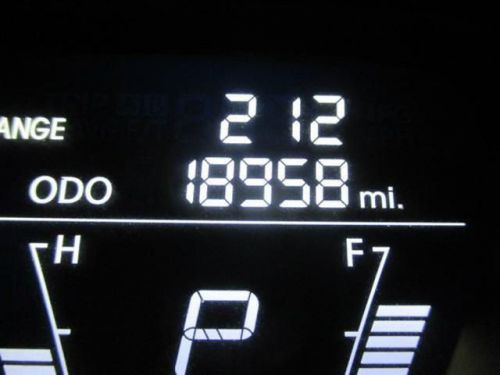 ANGE 212
ODO 18958 mi.
H F
P